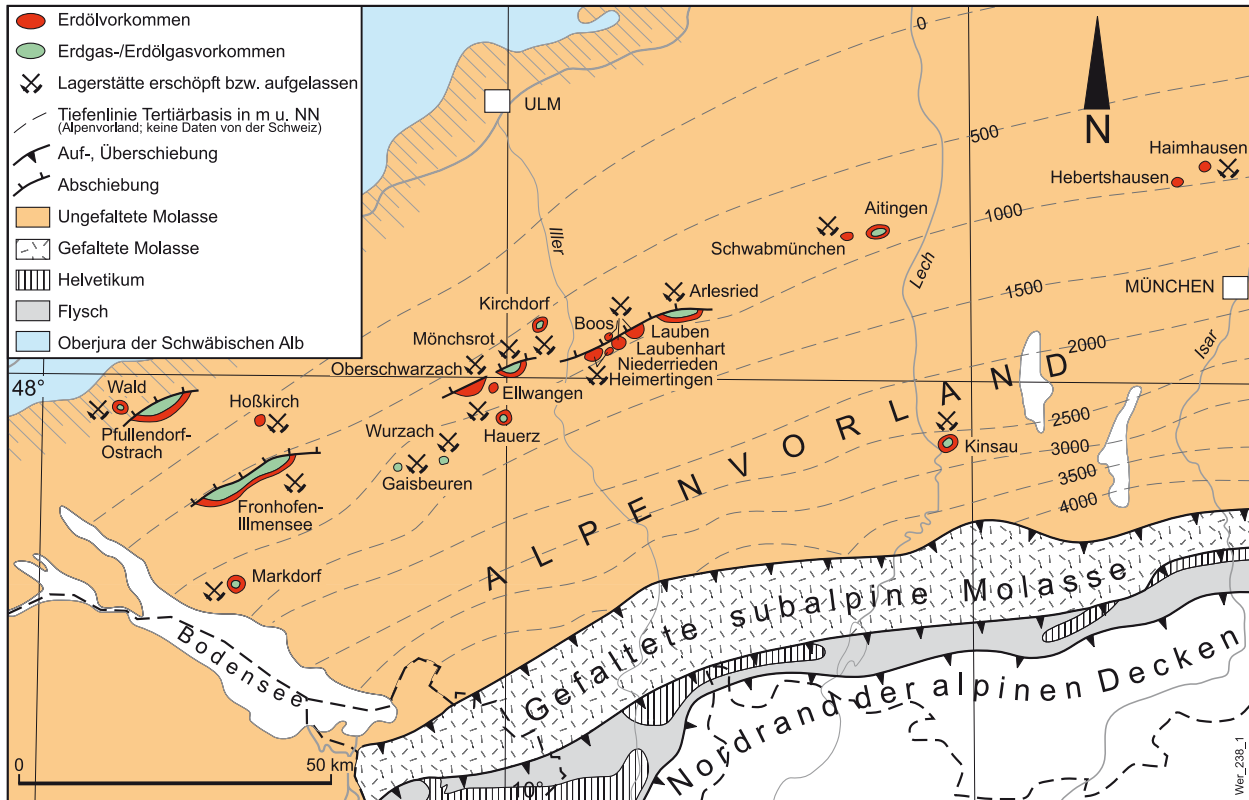 Erdölvorkommen
Erdgas-/Erdölgasvorkommen
Lagerstätte erschöpft bzw. aufgelassen
Tiefenlinie Tertiärbasis in m u. NN
(Alpenvorland; keine Daten von der Schweiz)
Auf-, Überschiebung
Abschiebung
Ungefaltete Molasse
Gefaltete Molasse
Helvetikum
Flysch
Oberjura der Schwäbischen Alb
0
ULM
500
N
Haimhausen
Hebertshausen
Iller
Aitingen
1000
Schwabmünchen
Lech
Isar
MÜNCHEN
1500
Kirchdorf
Arlesried
Boos
Lauben
Mönchsrot
Laubenhart
2000
Oberschwarzach
Niederrieden
Heimertingen
48°
Wald
Ellwangen
Hoßkirch
2500
Pfullendorf-
Ostrach
Wurzach
Hauerz
Kinsau
3000
Gaisbeuren
3500
Fronhofen-
Illmensee
4000
ALPENVORLAND
Markdorf
Bodensee
Gefaltete subalpine Molasse
Nordrand der alpinen Decken
0
50 km
10°
Wer_238_1